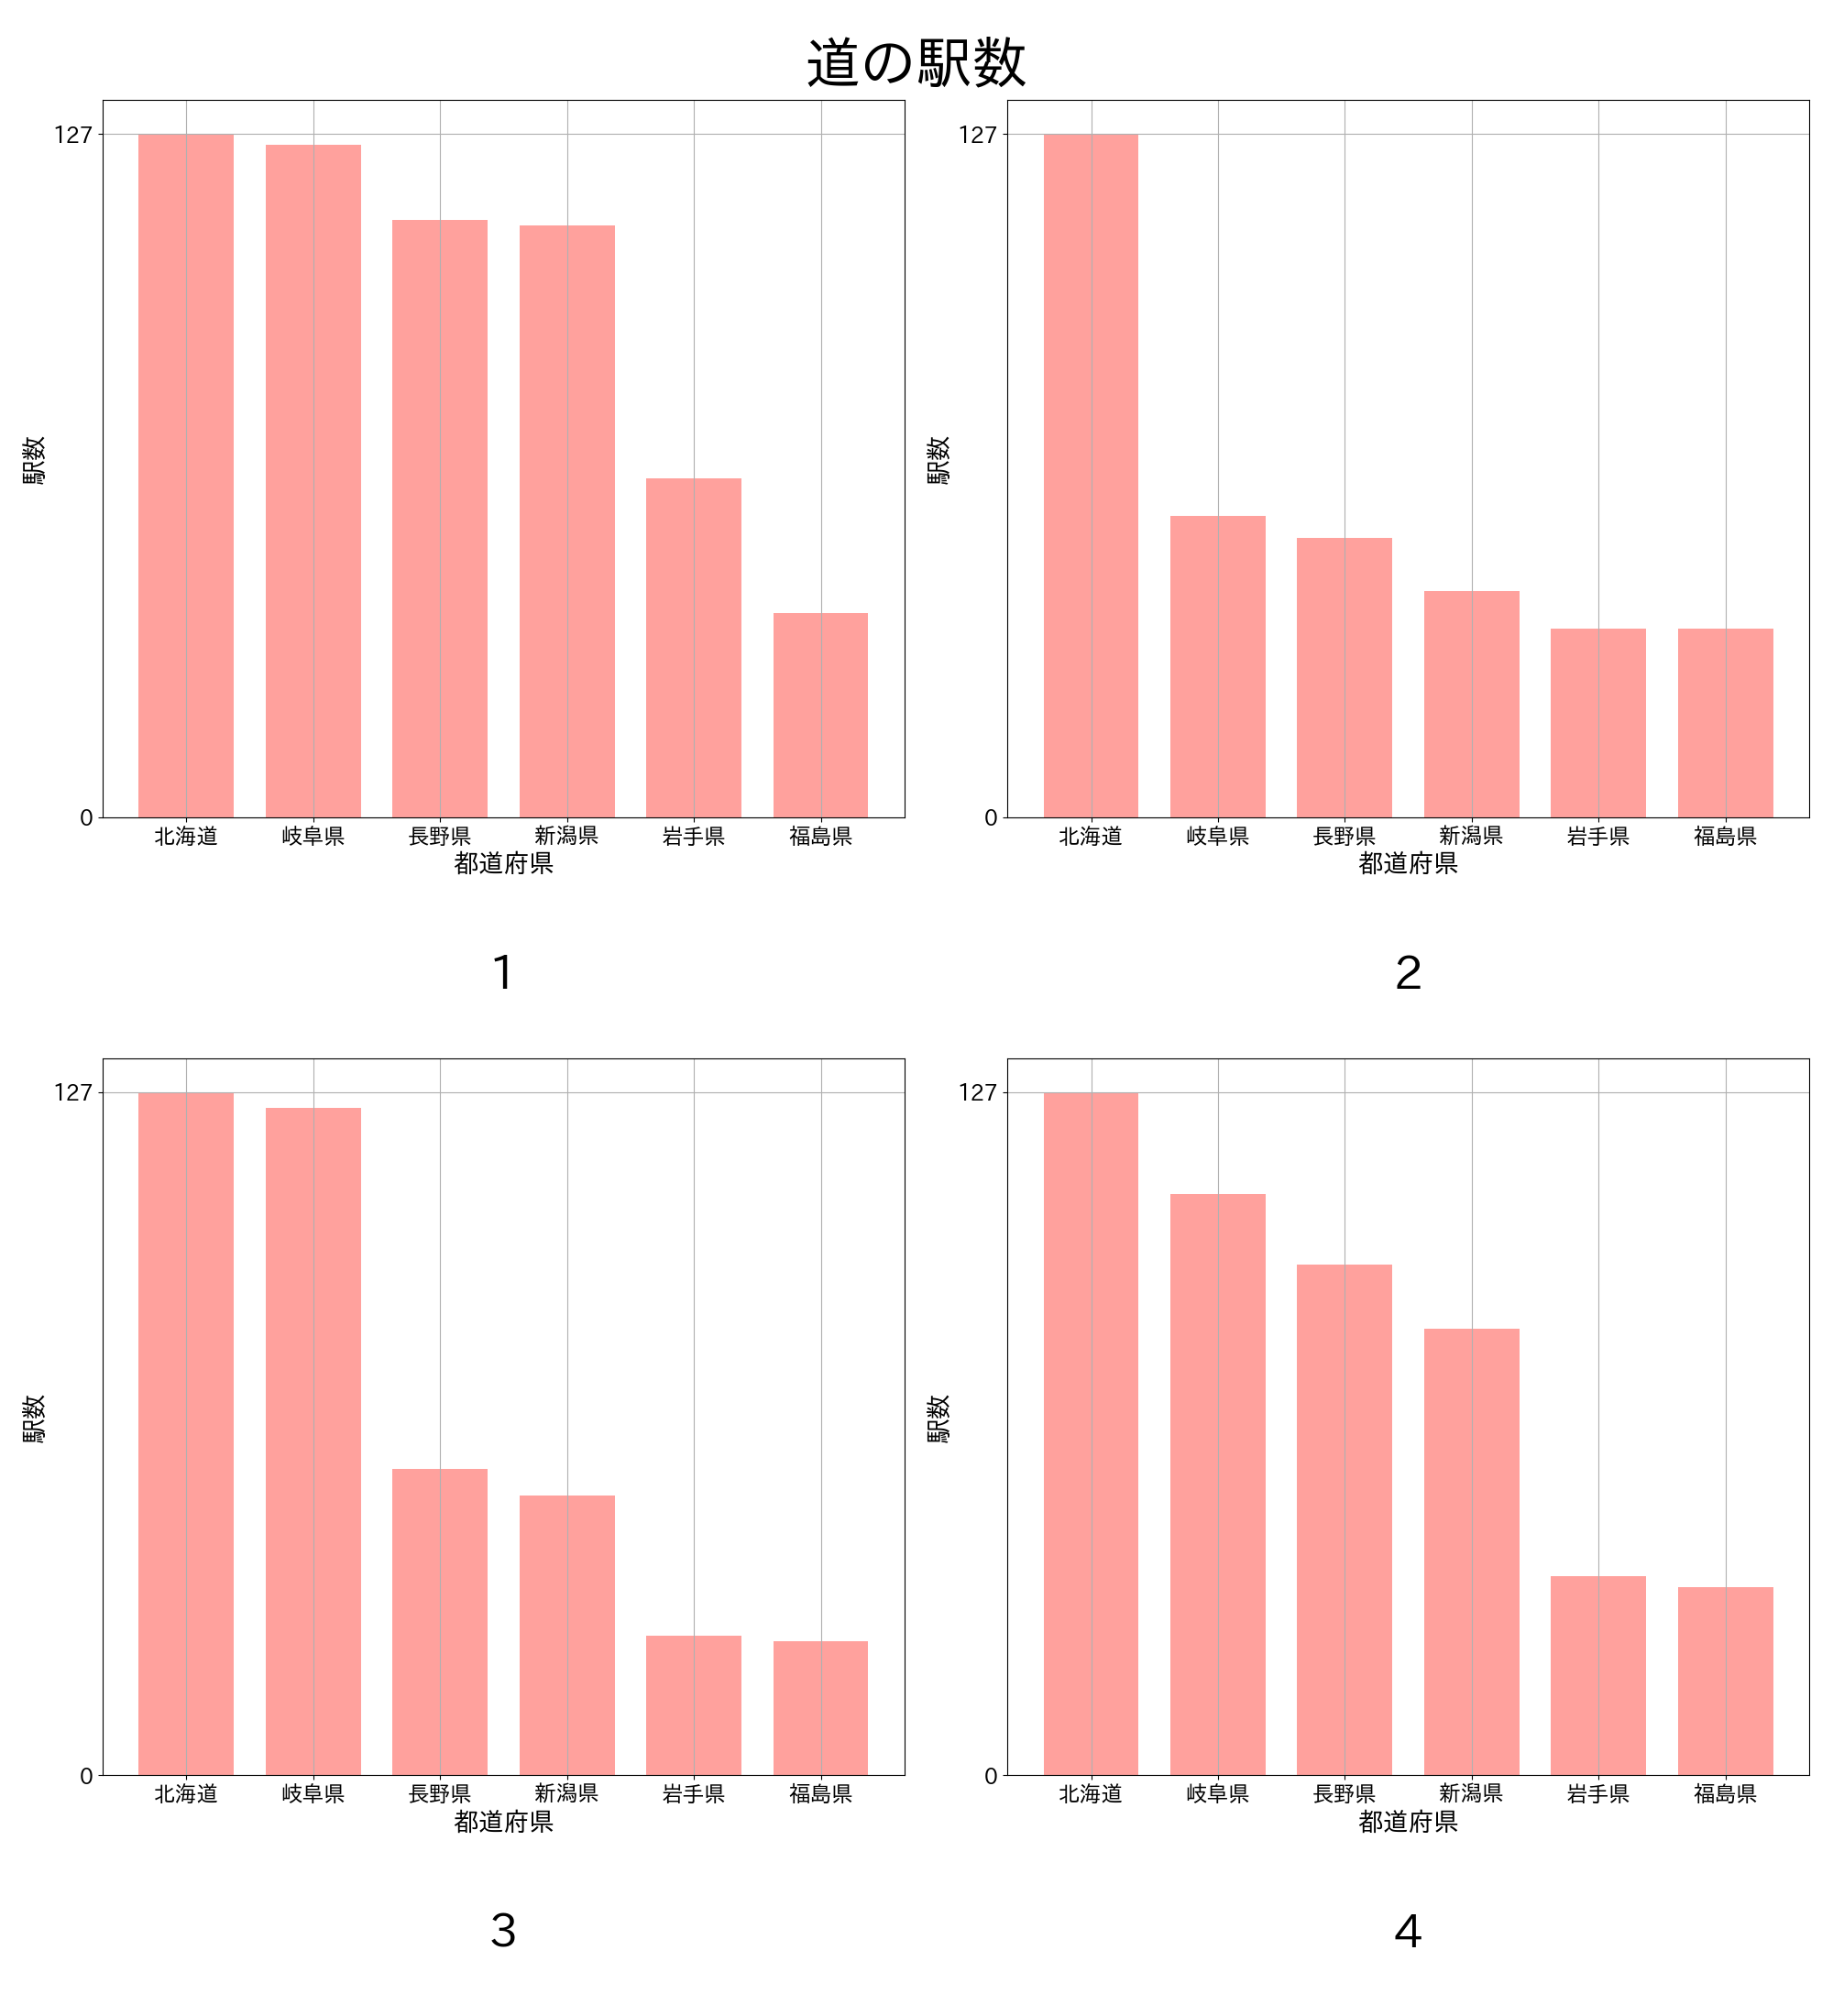 道の駅数
127
0
駅数
北海道 岐阜県 長野県 新潟県 岩手県 福島県
都道府県
1
127
0
駅数
北海道 岐阜県 長野県 新潟県 岩手県 福島県
都道府県
2
127
0
駅数
北海道 岐阜県 長野県 新潟県 岩手県 福島県
都道府県
3
127
0
駅数
北海道 岐阜県 長野県 新潟県 岩手県 福島県
都道府県
4